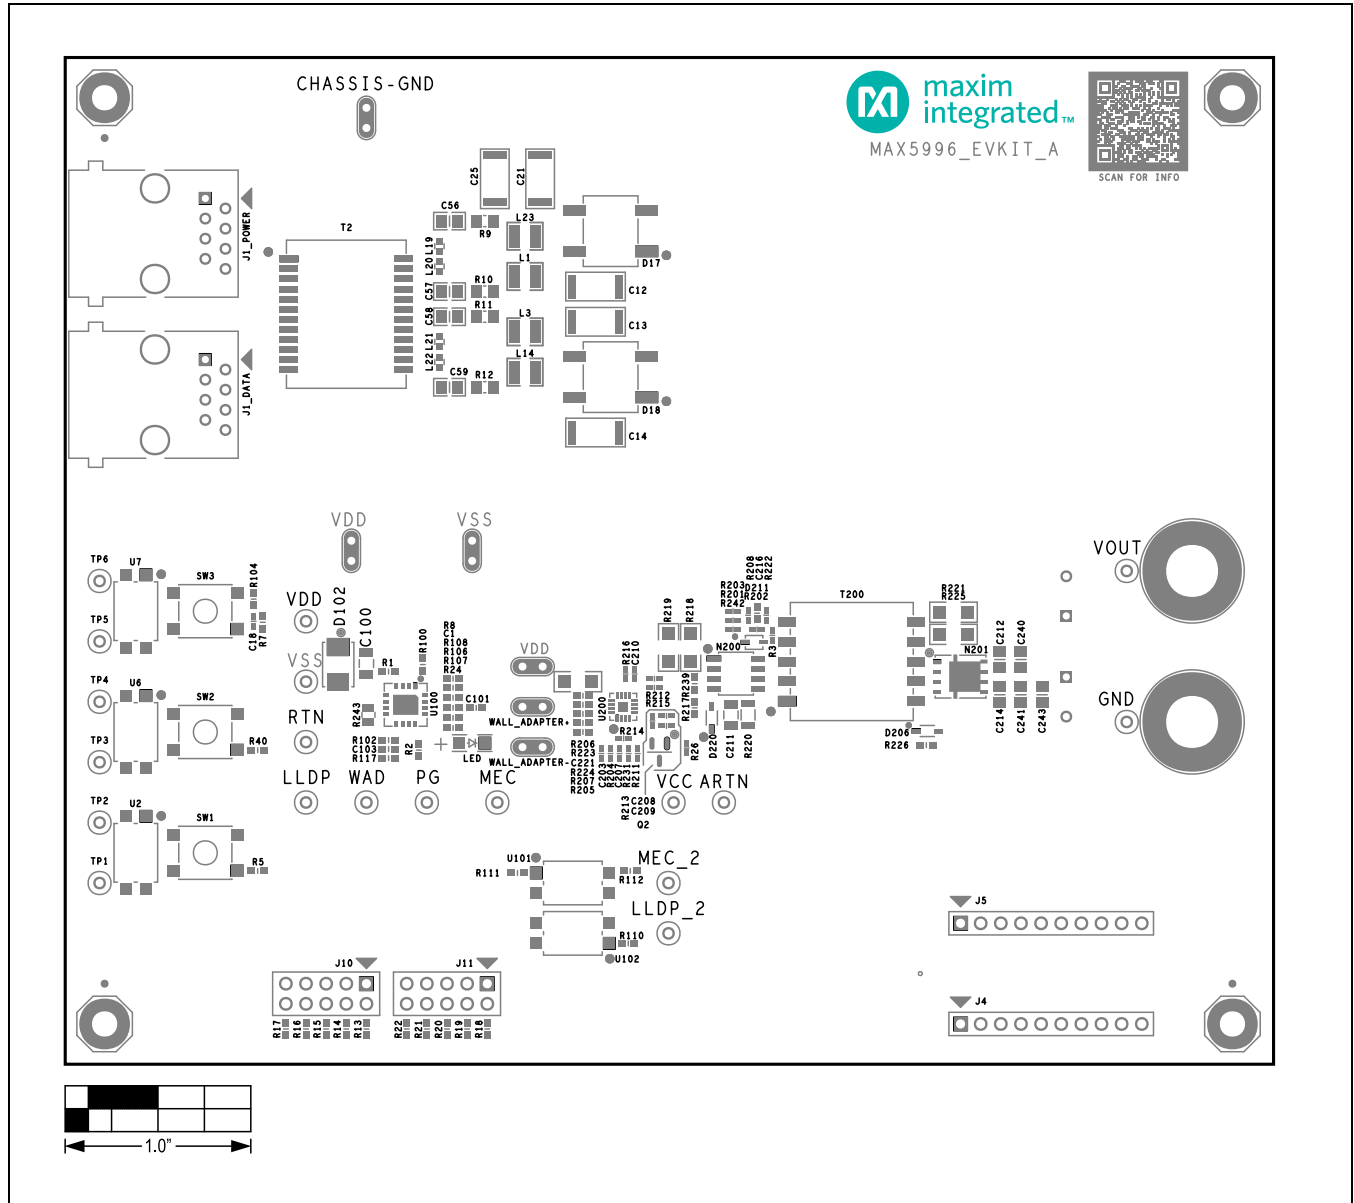 CHASSIS-GND
maxim
integrated™
MAX5996_EVKIT_A
SCAN FOR INFO
J1_POWER
T2
C25
C21
C56
R9
L23
L19
L20
L1
D17
C57
R10
C12
C58
R11
L3
C13
L21
L22
L14
C59
R12
D18
C14
J1_DATA
VDD
VSS
VOUT
TP6
U7
SW3
R104
TP5
C18
R7
VDD
D102
C100
VSS
R1
R100
R8
C1
R108
R106
R107
R24
C101
U100
R243
RTN
R102
C103
R117
R2
LED
VDD
WALL_ADAPTER+
WALL_ADAPTER-
U200
R206
R223
C221
R224
R207
R205
R216
C210
R219
R218
R212
R215
R214
R217
R239
R26
C203
R204
C207
R231
R211
R213
C208
C209
Q2
R203
R201
R242
R208
C216
R222
D211
R202
N200
R3
D220
C211
R220
T200
R221
R225
C212
C240
N201
C214
C241
C243
D206
R226
GND
TP4
U6
SW2
TP3
R40
LLDP
WAD
PG
MEC
VCC
ARTN
TP2
U2
SW1
TP1
R5
U101
R111
R112
MEC_2
LLDP_2
R110
U102
J5
J10
J11
J4
R17
R16
R15
R14
R13
R22
R21
R20
R19
R18
1.0"